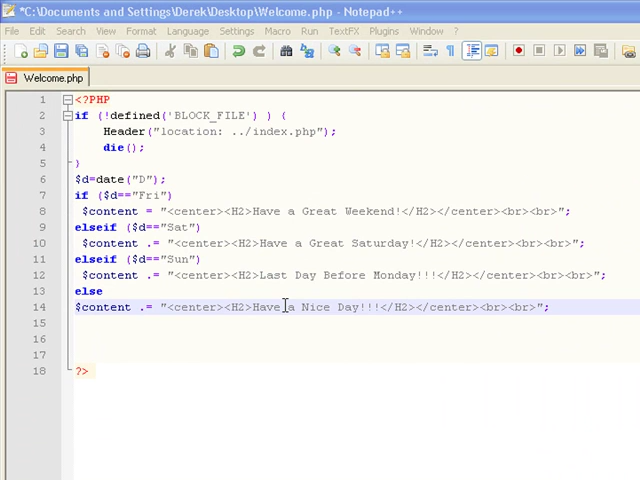 *C:\Documents and Settings\Derek\Desktop\Welcome.php - Notepad++
File Edit Search View Format Language Settings Macro Run TextFX Plugins Window ?
Welcome.php
1 <?PHP
2 if (!defined('BLOCK_FILE') ) (
3 Header("location: ../index.php");
4 die();
5 )
6 $d=date("D");
7 if ($d=="Fri")
8 $content = "<center><H2>Have a Great Weekend!</H2></center><br><br>";
9 elseif ($d=="Sat")
10 $content .= "<center><H2>Have a Great Saturday!</H2></center><br><br>";
11 elseif ($d=="Sun")
12 $content .= "<center><H2>Last Day Before Monday!!!</H2></center><br><br>";
13 else
14 $content .= "<center><H2>Have a Nice Day!!!</H2></center><br><br>";
15
16
17
18 ?>